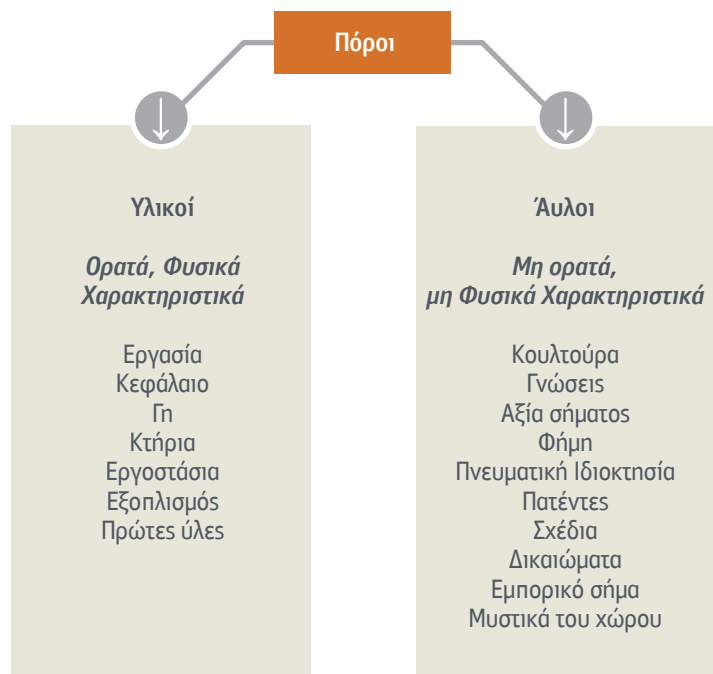 Πόροι
Υλικοί
Ορατά, Φυσικά
Χαρακτηριστικά
Εργασία
Κεφάλαιο
Γη
Κτήρια
Εργοστάσια
Εξοπλισμός
Πρώτες ύλες
Άυλοι
Μη ορατά,
μη Φυσικά Χαρακτηριστικά
Κουλτούρα
Γνώσεις
Αξία σήματος
Φήμη
Πνευματική Ιδιοκτησία
Πατέντες
Σχέδια
Δικαιώματα
Εμπορικό σήμα
Μυστικά του χώρου